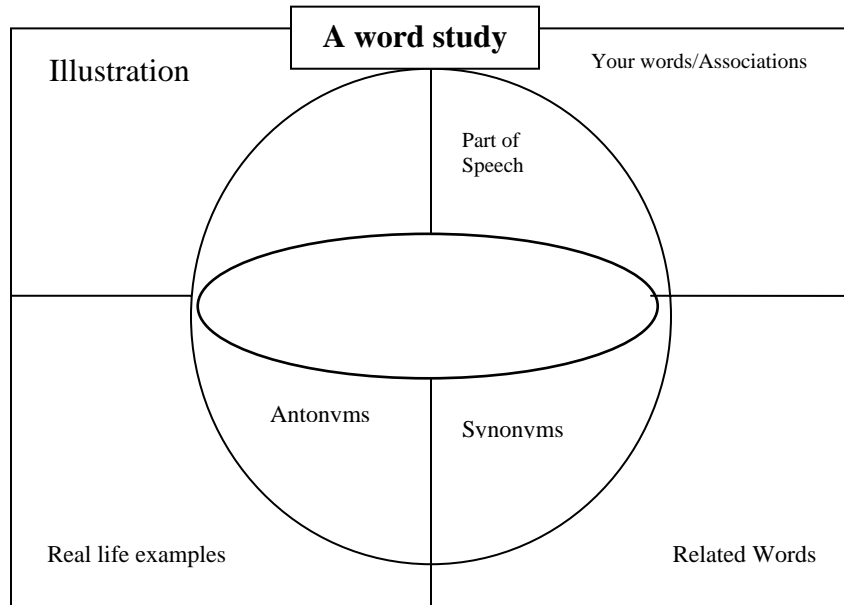 A word study
Illustration
Your words/Associations
Part of
Speech
Antonyms
Synonyms
Real life examples
Related Words